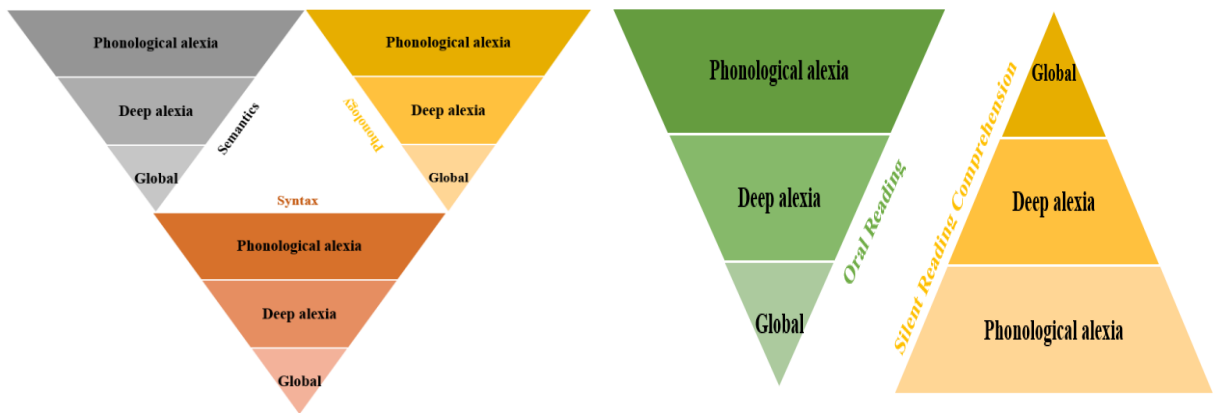 Phonological alexia
Deep alexia
Global
Semantics
Phonological alexia
Deep alexia
Global
Phonology
Syntax
Phonological alexia
Deep alexia
Global
Phonological alexia
Deep alexia
Global
Oral Reading
Silent Reading Comprehension
Global
Deep alexia
Phonological alexia